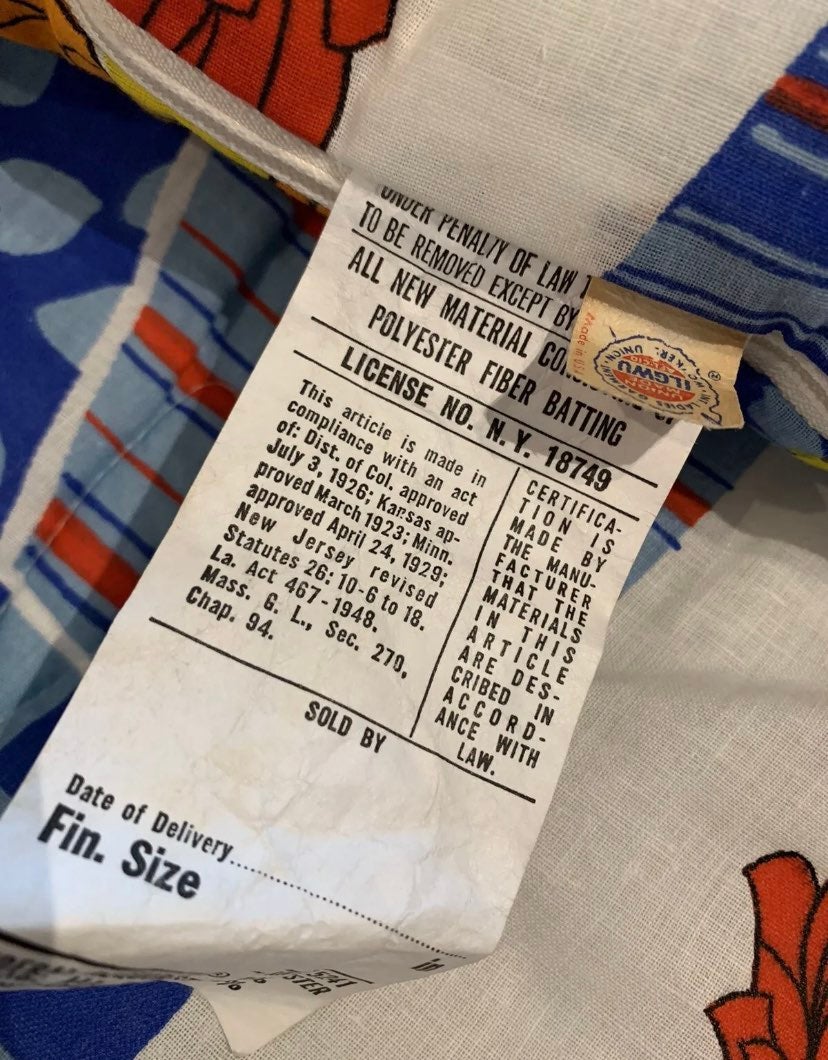 UNDER PENALTY OF LAW
TO BE REMOVED EXCEPT BY
ALL NEW MATERIAL
POLYESTER FIBER BATTING
LICENSE NO. N. Y. 18749
This article is made in
compliance with an act
of: Dist. of Col. approved
July 3, 1926; Kansas ap-
proved March 1923; Minn.
approved April 24, 1929;
New Jersey revised
Statutes 26: 10-6 to 18.
La. Act 467-1948.
Mass. G. L., Sec. 270,
Chap. 94.
CERTIFICA-
TION IS
MADE BY
THE MANU-
FACTURER
THAT THE
MATERIALS
IN THIS
ARTICLE
ARE DES-
CRIBED IN
ACCORD-
ANCE WITH
LAW.
SOLD BY
Date of Delivery
Fin. Size
Made in USA
ILGWU
UNION
®